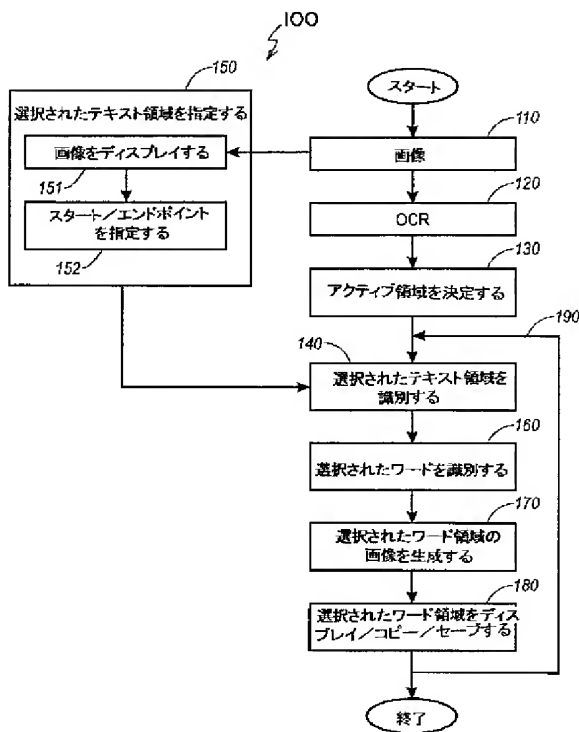 100
150
選択されたテキスト領域を指定する
画像をディスプレイする
151
スタート/エンドポイント
を指定する
152
スタート
110
画像
120
OCR
130
アクティブ領域を決定する
190
140
選択されたテキスト領域を
識別する
160
選択されたワードを識別する
170
選択されたワード領域の
画像を生成する
180
選択されたワード領域をディス
プレイ/コピー/セーブする
終了